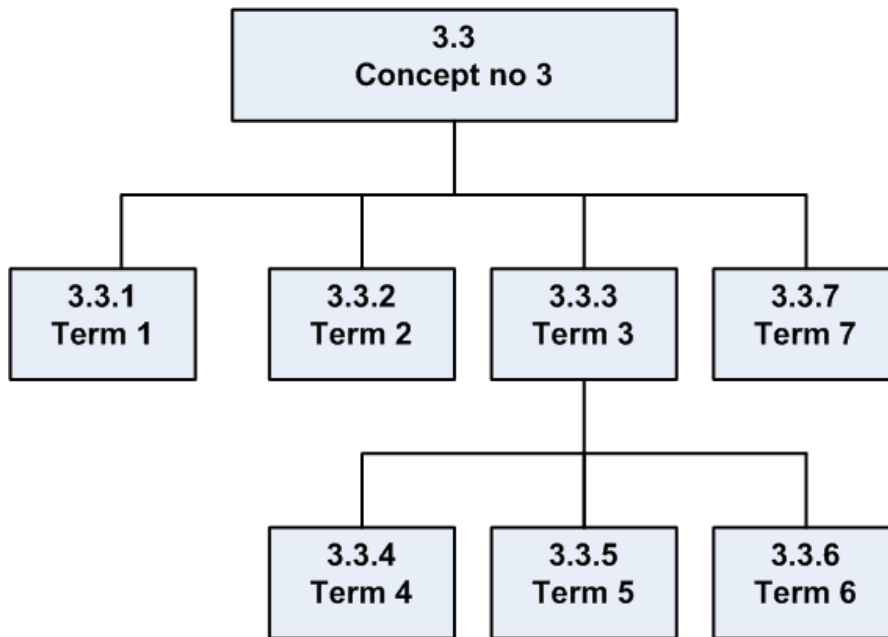 3.3
Concept no 3
3.3.1
Term 1
3.3.2
Term 2
3.3.3
Term 3
3.3.7
Term 7
3.3.4
Term 4
3.3.5
Term 5
3.3.6
Term 6